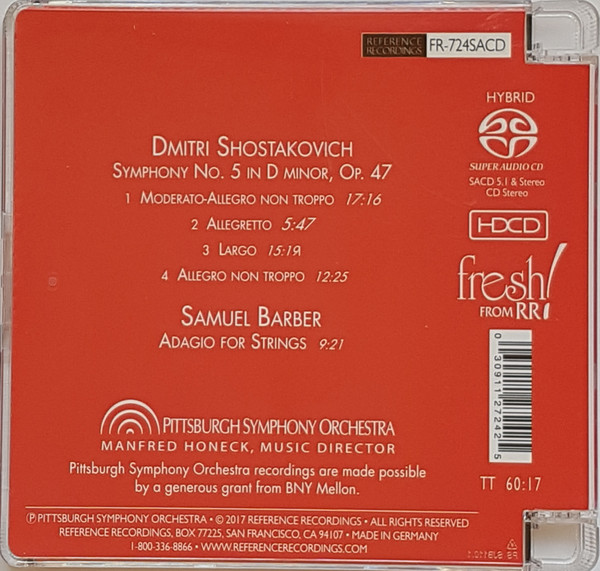 REFERENCE RECORDINGS FR-724SACD
HYBRID
SUPER AUDIO CD
SACD 5.1 & Stereo
CD Stereo
HDCD
fresh!
FROM RR
DMITRI SHOSTAKOVICH
SYMPHONY NO. 5 IN D MINOR, OP. 47
1 MODERATO-ALLEGRO NON TROPPO 17:16
2 ALLEGRETTO 5:47
3 LARGO 15:19
4 ALLEGRO NON TROPPO 12:25
SAMUEL BARBER
ADAGIO FOR STRINGS 9:21
0 30911 27242 5
TT 60:17
PITTSBURGH SYMPHONY ORCHESTRA
MANFRED HONECK, MUSIC DIRECTOR
Pittsburgh Symphony Orchestra recordings are made possible
by a generous grant from BNY Mellon.
Ⓟ PITTSBURGH SYMPHONY ORCHESTRA • © 2017 REFERENCE RECORDINGS • ALL RIGHTS RESERVED
REFERENCE RECORDINGS, BOX 77225, SAN FRANCISCO, CA 94107 • MADE IN GERMANY
1-800-336-8866 • WWW.REFERENCERECORDINGS.COM